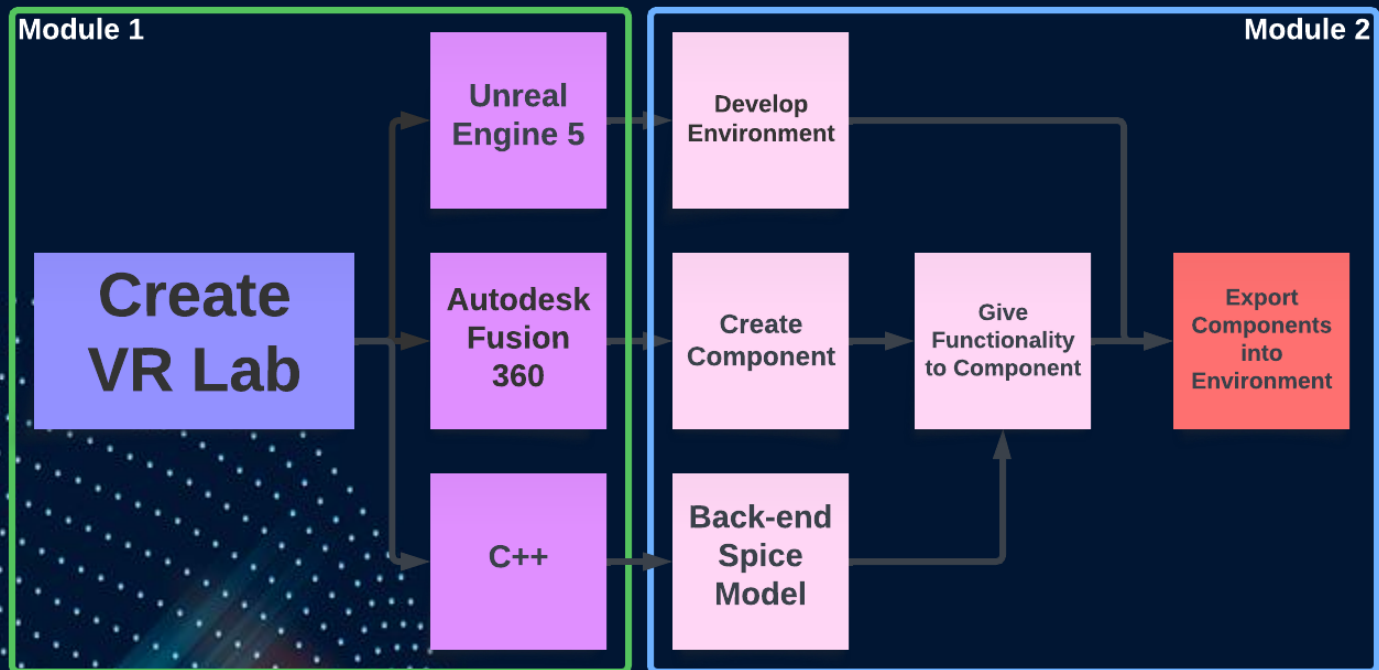 Module 1
Module 2
Unreal
Engine 5
Develop
Environment
Create
VR Lab
Autodesk
Fusion
360
Create
Component
Give
Functionality
to Component
Export
Components
into
Environment
C++
Back-end
Spice
Model